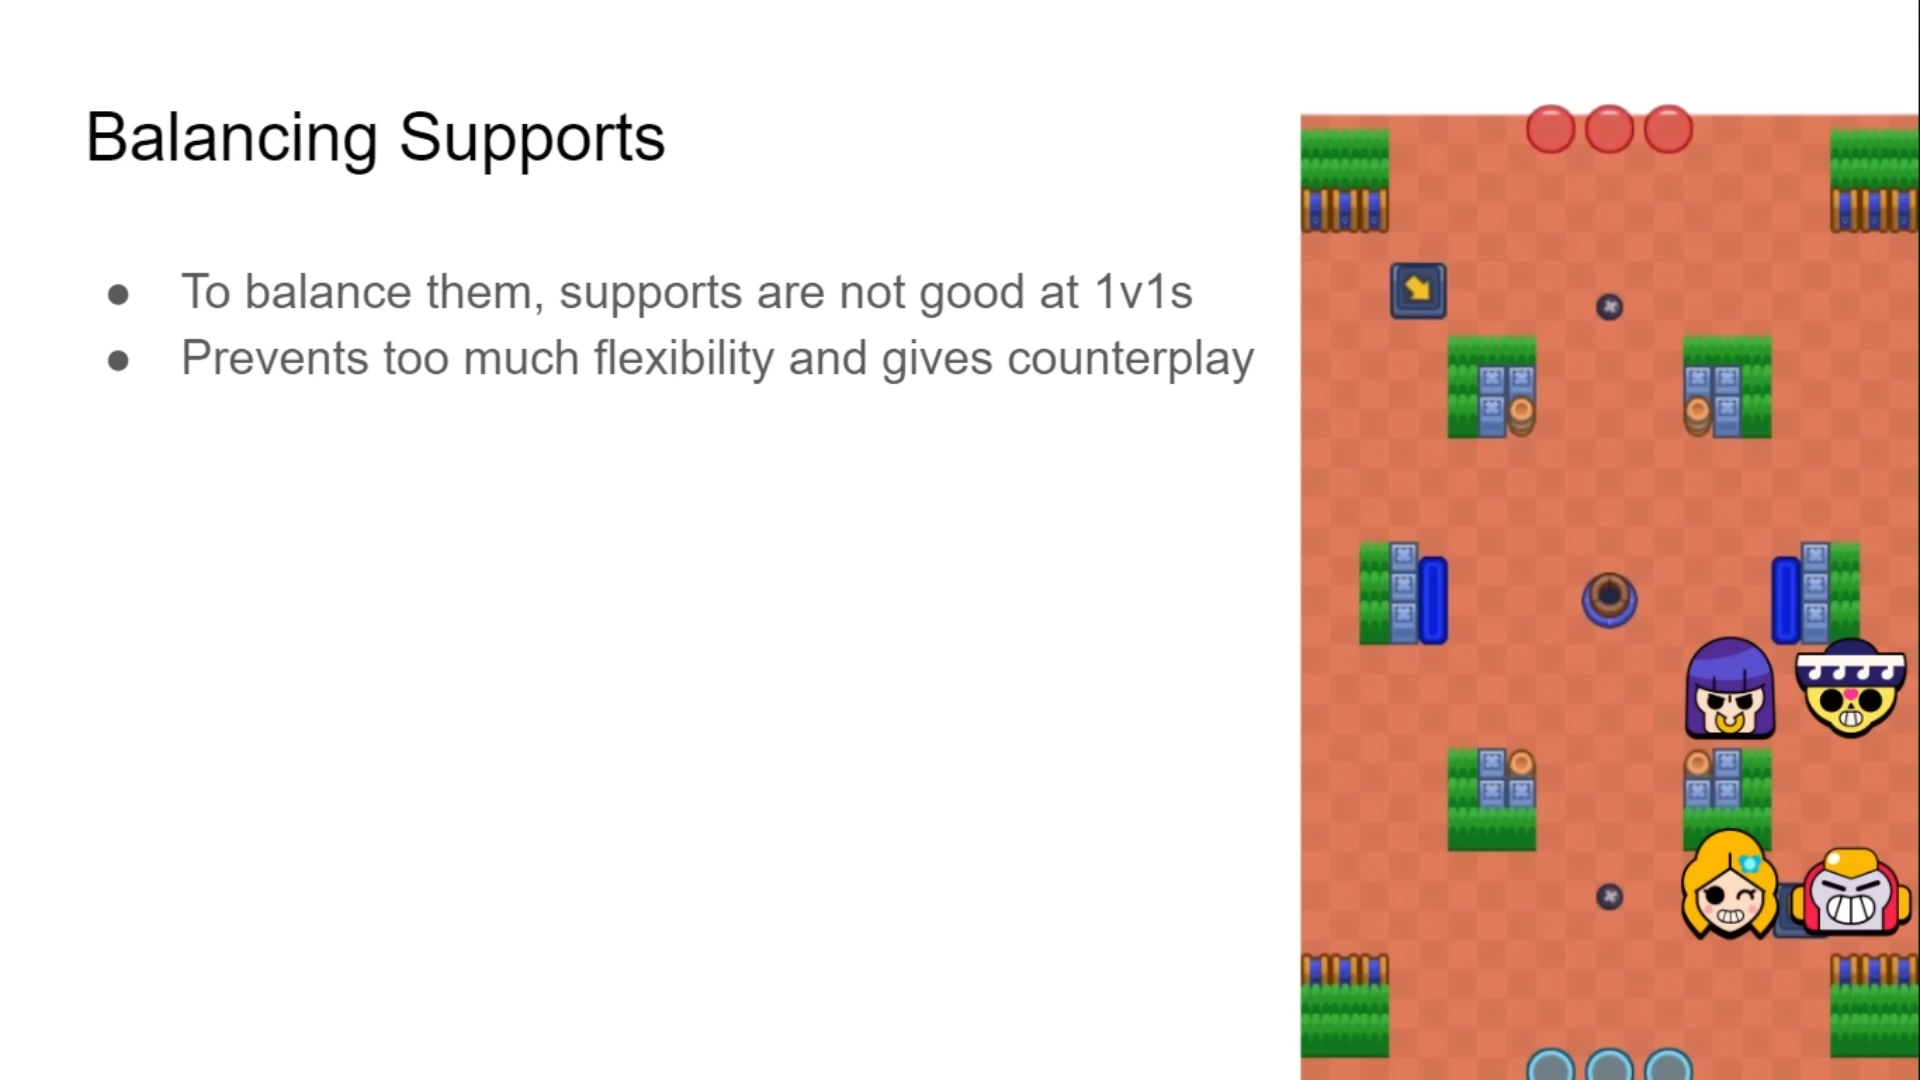 Balancing Supports
● To balance them, supports are not good at 1v1s
● Prevents too much flexibility and gives counterplay